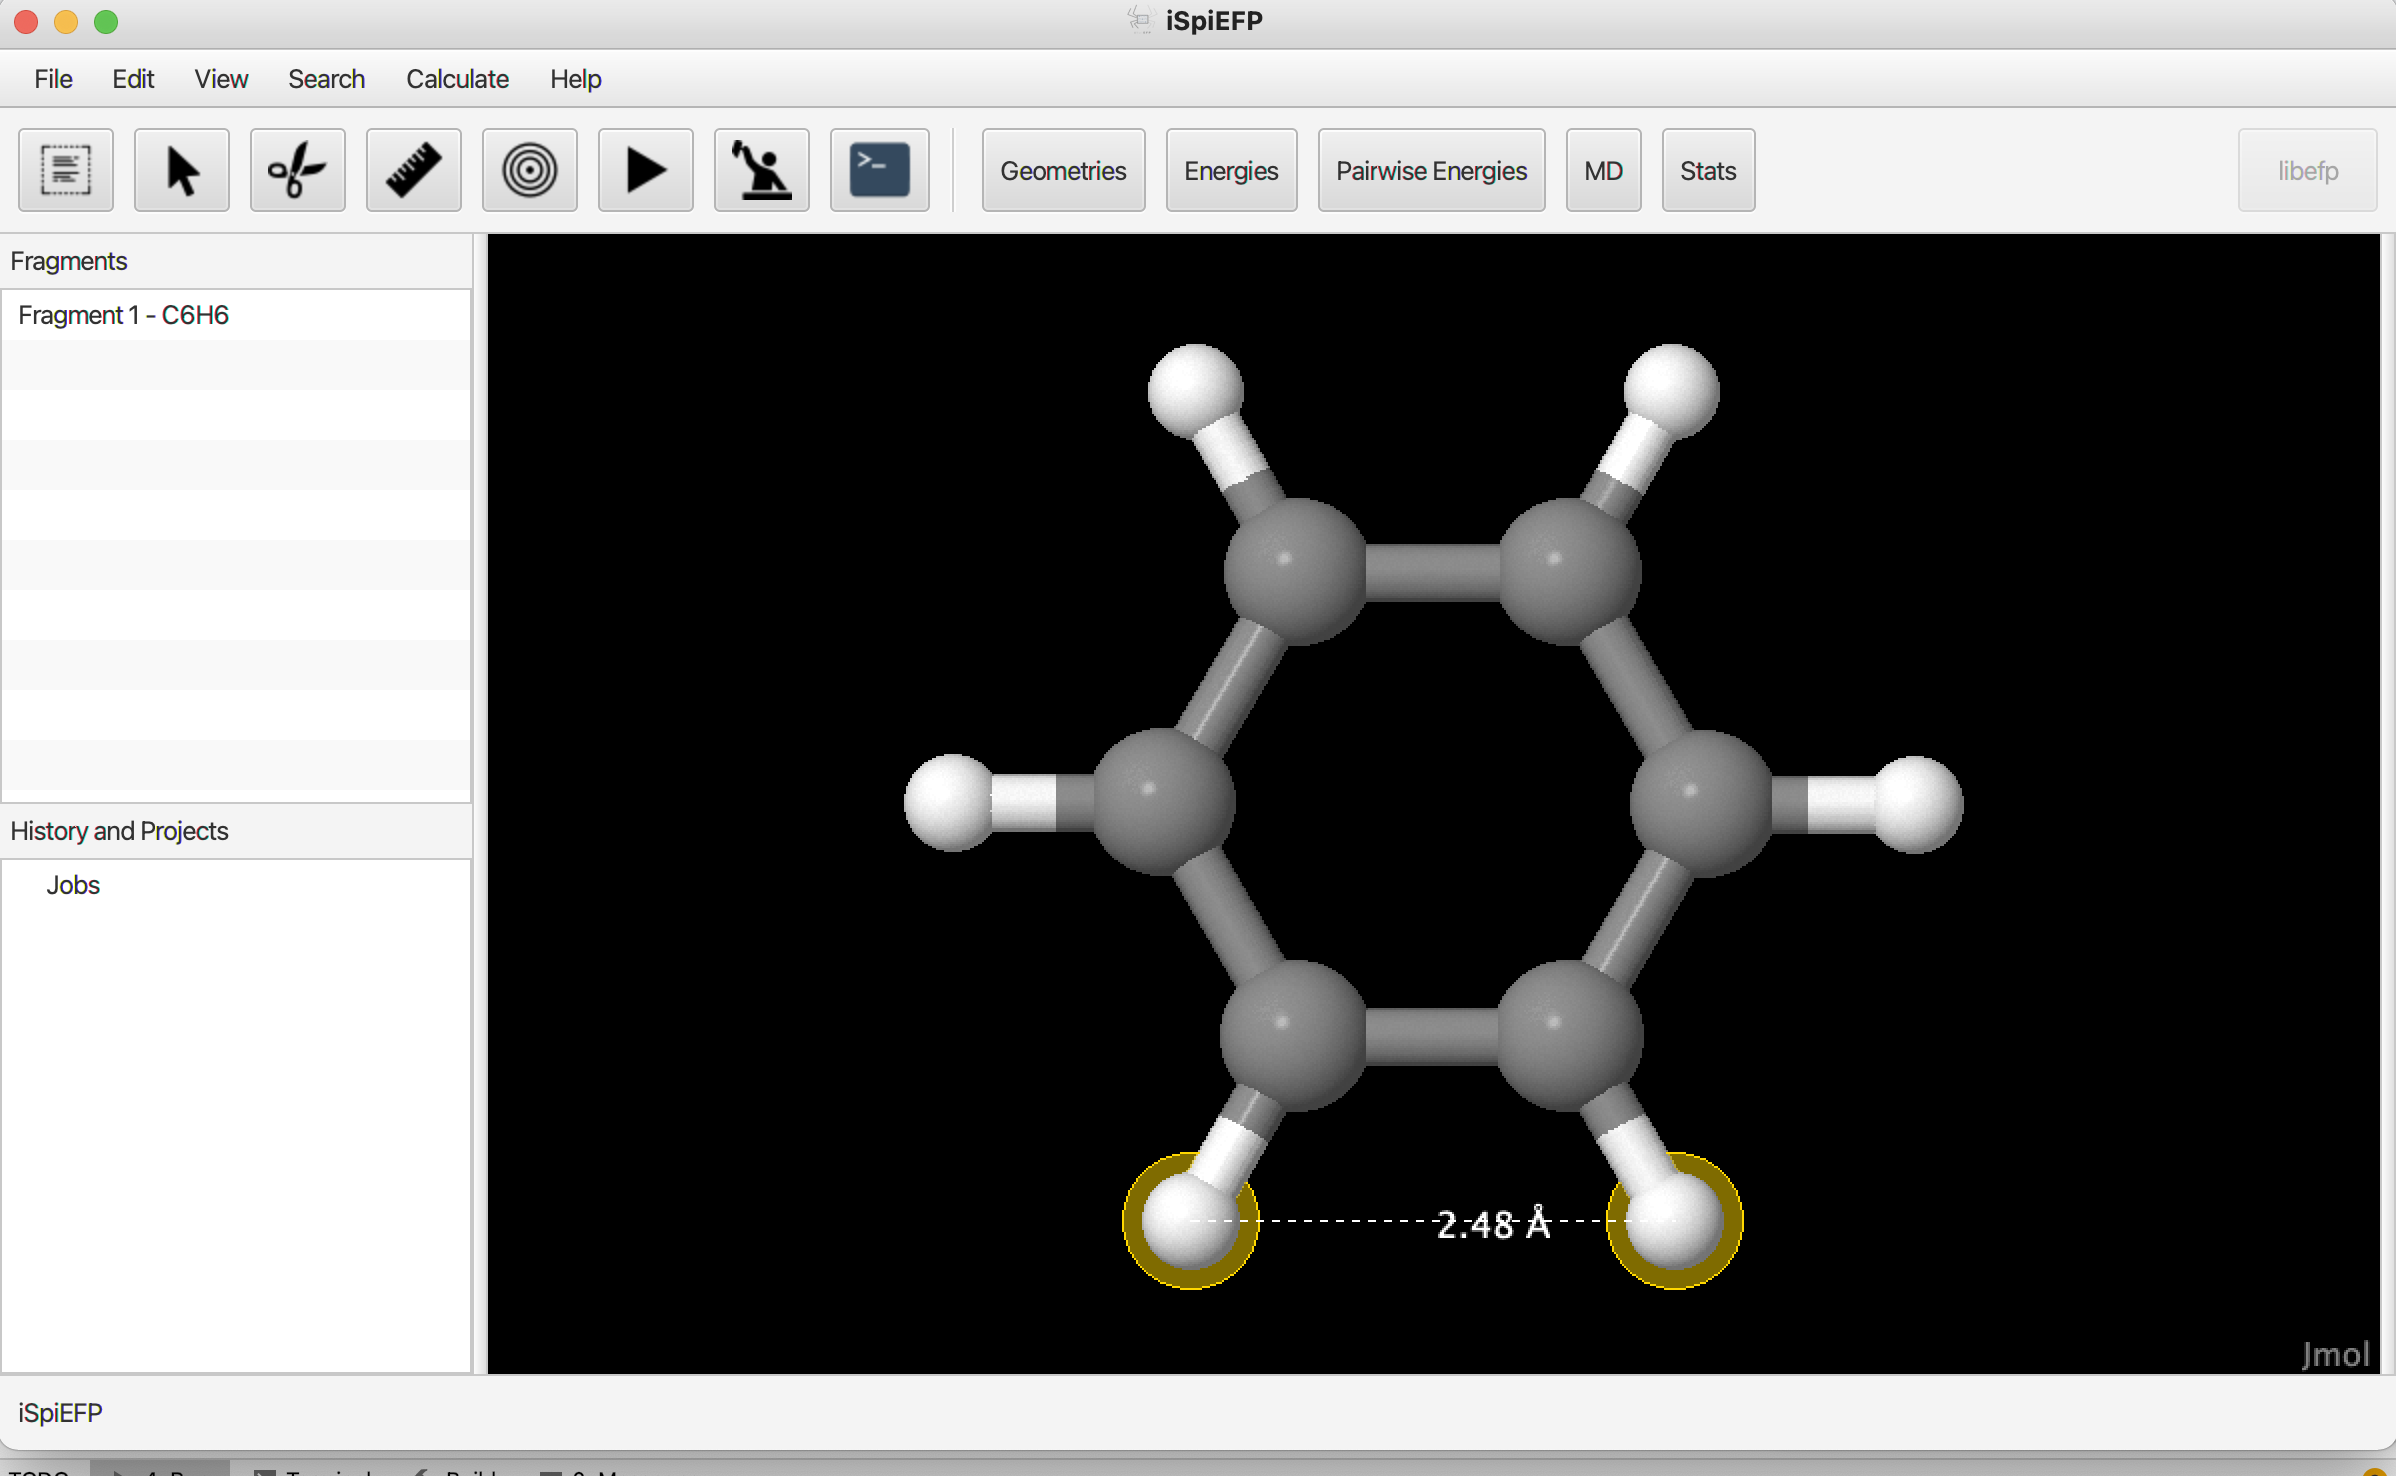 iSpiEFP
File Edit View Search Calculate Help
>_ Geometries Energies Pairwise Energies MD Stats libefp
Fragments
Fragment 1 - C6H6
History and Projects
Jobs
2.48 Å
Jmol
iSpiEFP